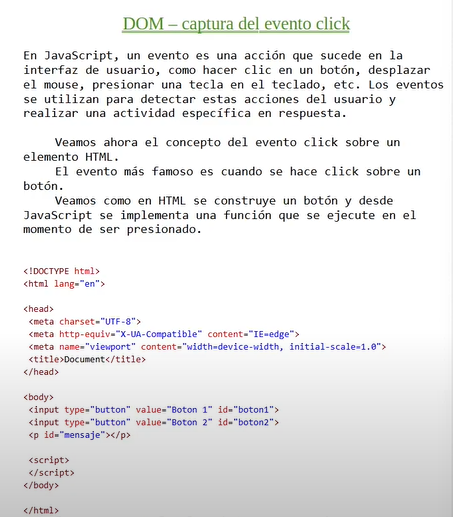 DOM – captura del evento click
En JavaScript, un evento es una acción que sucede en la
interfaz de usuario, como hacer clic en un botón, desplazar
el mouse, presionar una tecla en el teclado, etc. Los eventos
se utilizan para detectar estas acciones del usuario y
realizar una actividad específica en respuesta.
Veamos ahora el concepto del evento click sobre un
elemento HTML.
El evento más famoso es cuando se hace click sobre un
botón.
Veamos como en HTML se construye un botón y desde
JavaScript se implementa una función que se ejecute en el
momento de ser presionado.
<!DOCTYPE html>
<html lang="en">
<head>
<meta charset="UTF-8">
<meta http-equiv="X-UA-Compatible" content="IE=edge">
<meta name="viewport" content="width=device-width, initial-scale=1.0">
<title>Document</title>
</head>
<body>
<input type="button" value="Boton 1" id="boton1">
<input type="button" value="Boton 2" id="boton2">
<p id="mensaje"></p>
<script>
</script>
</body>
</html>